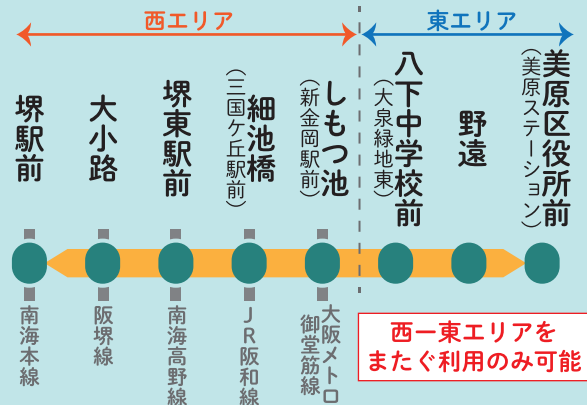 西エリア
東エリア
堺駅前
大小路
堺東駅前
細池橋
（三国ケ丘駅前）
しもつ池
（新金岡駅前）
八下中学校前
（大泉緑地東）
野遠
美原区役所前
（美原ステーション）
南海本線
阪堺線
南海高野線
JR阪和線
大阪メトロ
御堂筋線
西ー東エリアを
またぐ利用のみ可能